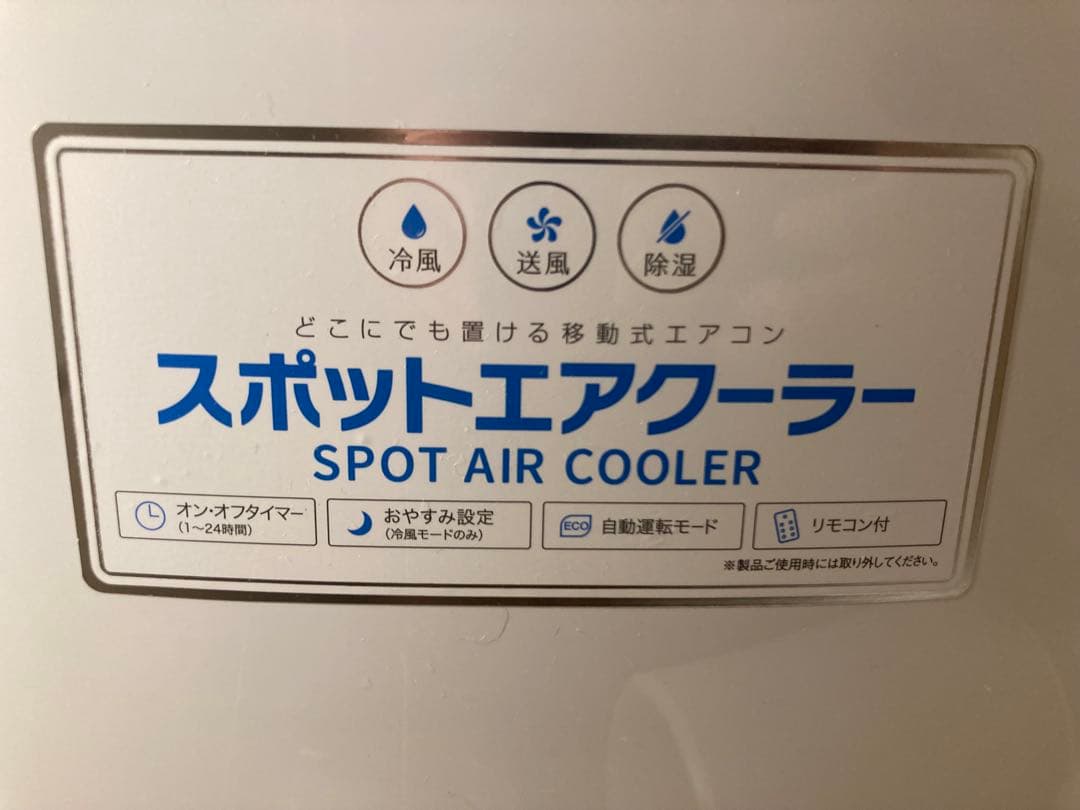 冷風 送風 除湿
どこにでも置ける移動式エアコン
スポットエアクーラー
SPOT AIR COOLER
オン・オフタイマー
(1〜24時間)
おやすみ設定
(冷風モードのみ)
ECO 自動運転モード
リモコン付
※製品ご使用時には取り外してください。